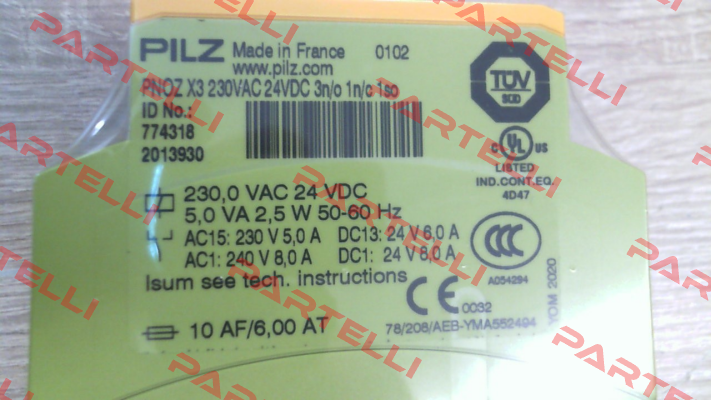 PILZ Made in France 0102
www.pilz.com
PNOZ X3 230VAC 24VDC 3n/o 1n/c 1so
ID No.:
774318
2013930
TÜV
SÜD
C UL US
LISTED
IND.CONT.EQ.
4D47
230,0 VAC 24 VDC
5,0 VA 2,5 W 50-60 Hz
AC15: 230 V 5,0 A DC13: 24 V 6,0 A
AC1: 240 V 8,0 A DC1: 24 V 8,0 A
Isum see tech. instructions
CCC
A054294
CE 0032
10 AF/6,00 AT
78/208/AEB-YMA552494
YOM 2020
PARTELLI
PARTELLI
PARTELLI
PARTELLI
PARTELLI
PARTELLI
PARTELLI
PARTELLI